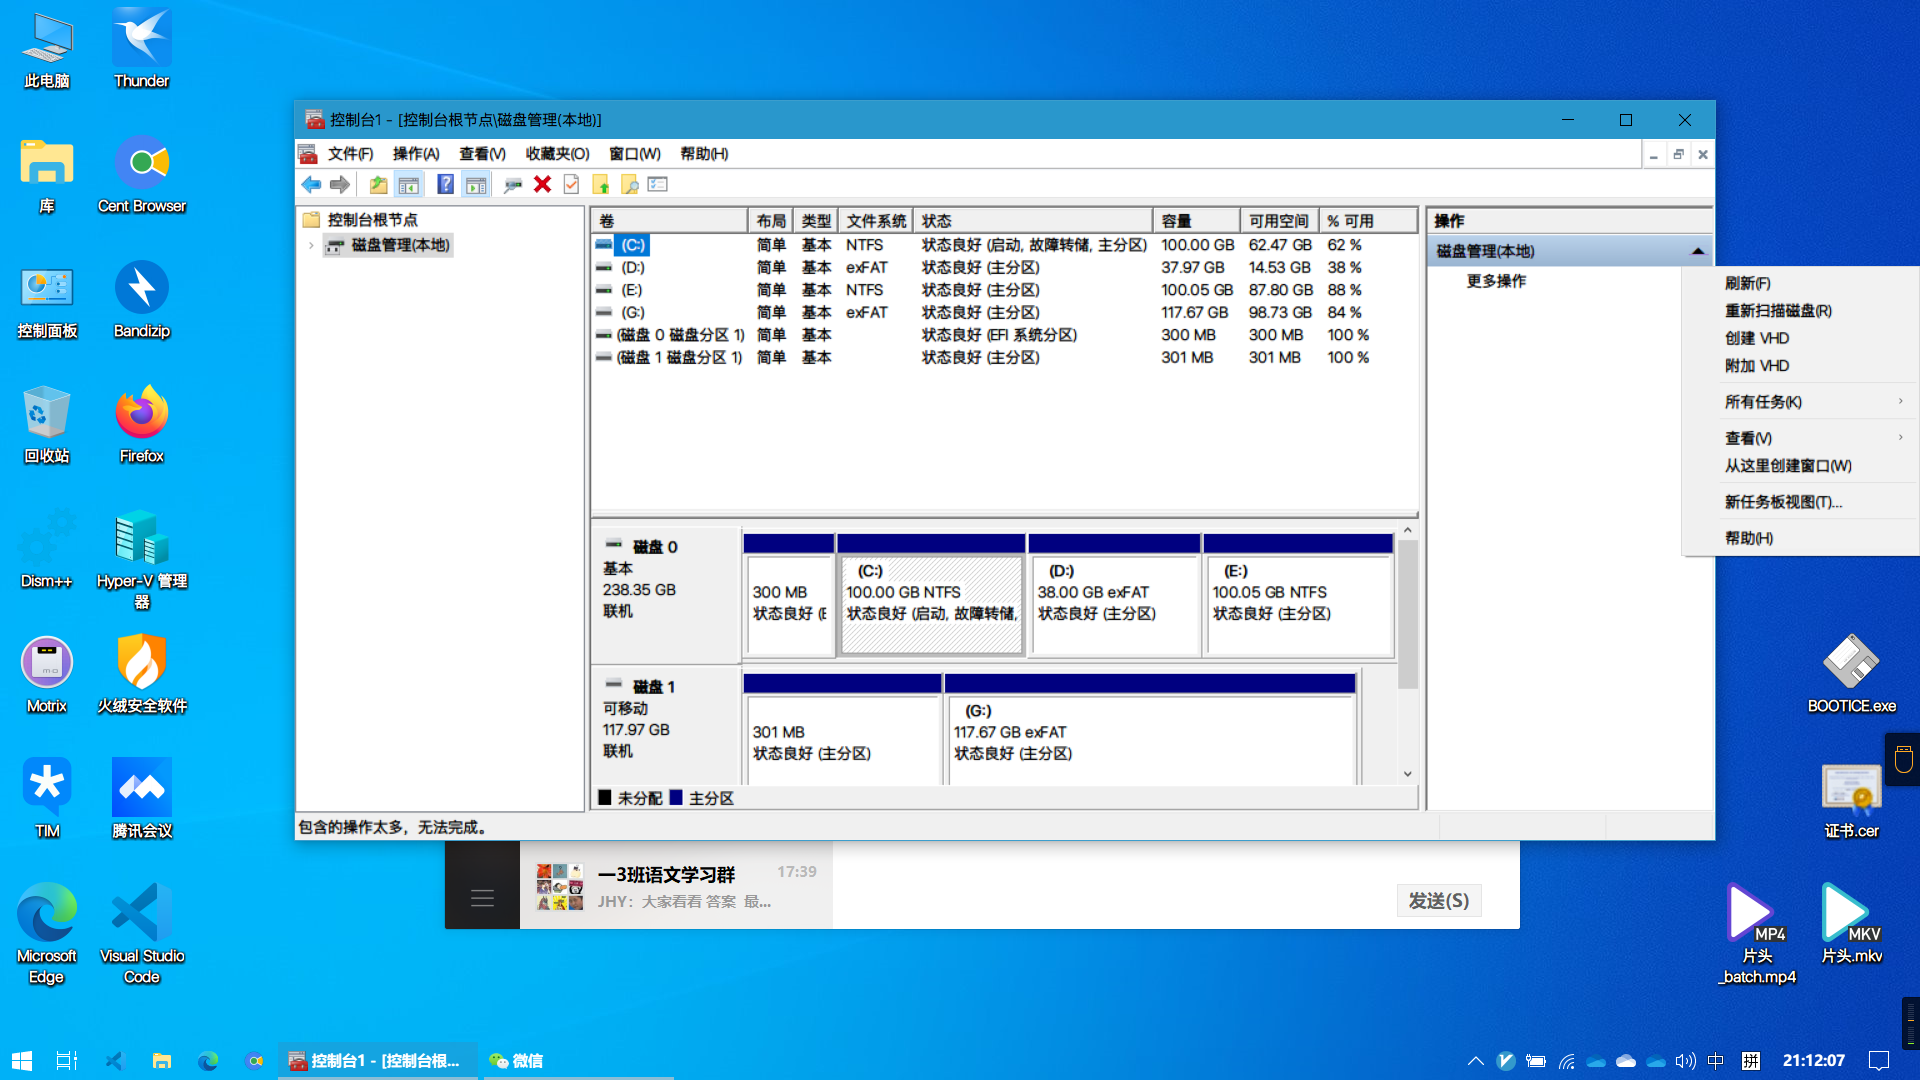 此电脑
Thunder
库
Cent Browser
控制面板
Bandizip
回收站
Firefox
Dism++
Hyper-V 管理
器
Motrix
火绒安全软件
TIM
腾讯会议
Microsoft
Edge
Visual Studio
Code
控制台1 - [控制台根节点\磁盘管理(本地)]
文件(F) 操作(A) 查看(V) 收藏夹(O) 窗口(W) 帮助(H)
控制台根节点
磁盘管理(本地)
卷 布局 类型 文件系统 状态 容量 可用空间 % 可用
(C:) 简单 基本 NTFS 状态良好 (启动, 故障转储, 主分区) 100.00 GB 62.47 GB 62 %
(D:) 简单 基本 exFAT 状态良好 (主分区) 37.97 GB 14.53 GB 38 %
(E:) 简单 基本 NTFS 状态良好 (主分区) 100.05 GB 87.80 GB 88 %
(G:) 简单 基本 exFAT 状态良好 (主分区) 117.67 GB 98.73 GB 84 %
(磁盘 0 磁盘分区 1) 简单 基本 状态良好 (EFI 系统分区) 300 MB 300 MB 100 %
(磁盘 1 磁盘分区 1) 简单 基本 状态良好 (主分区) 301 MB 301 MB 100 %
磁盘 0
基本
238.35 GB
联机
300 MB
状态良好 (E
(C:)
100.00 GB NTFS
状态良好 (启动, 故障转储,
(D:)
38.00 GB exFAT
状态良好 (主分区)
(E:)
100.05 GB NTFS
状态良好 (主分区)
磁盘 1
可移动
117.97 GB
联机
301 MB
状态良好 (主分区)
(G:)
117.67 GB exFAT
状态良好 (主分区)
未分配 主分区
包含的操作太多，无法完成。
操作
磁盘管理(本地)
更多操作
刷新(F)
重新扫描磁盘(R)
创建 VHD
附加 VHD
所有任务(K)
查看(V)
从这里创建窗口(W)
新任务板视图(T)...
帮助(H)
一3班语文学习群 17:39
JHY：大家看看 答案 最...
发送(S)
BOOTICE.exe
证书.cer
MP4
片头
_batch.mp4
MKV
片头.mkv
控制台1 - [控制台根...
微信
中
拼
21:12:07